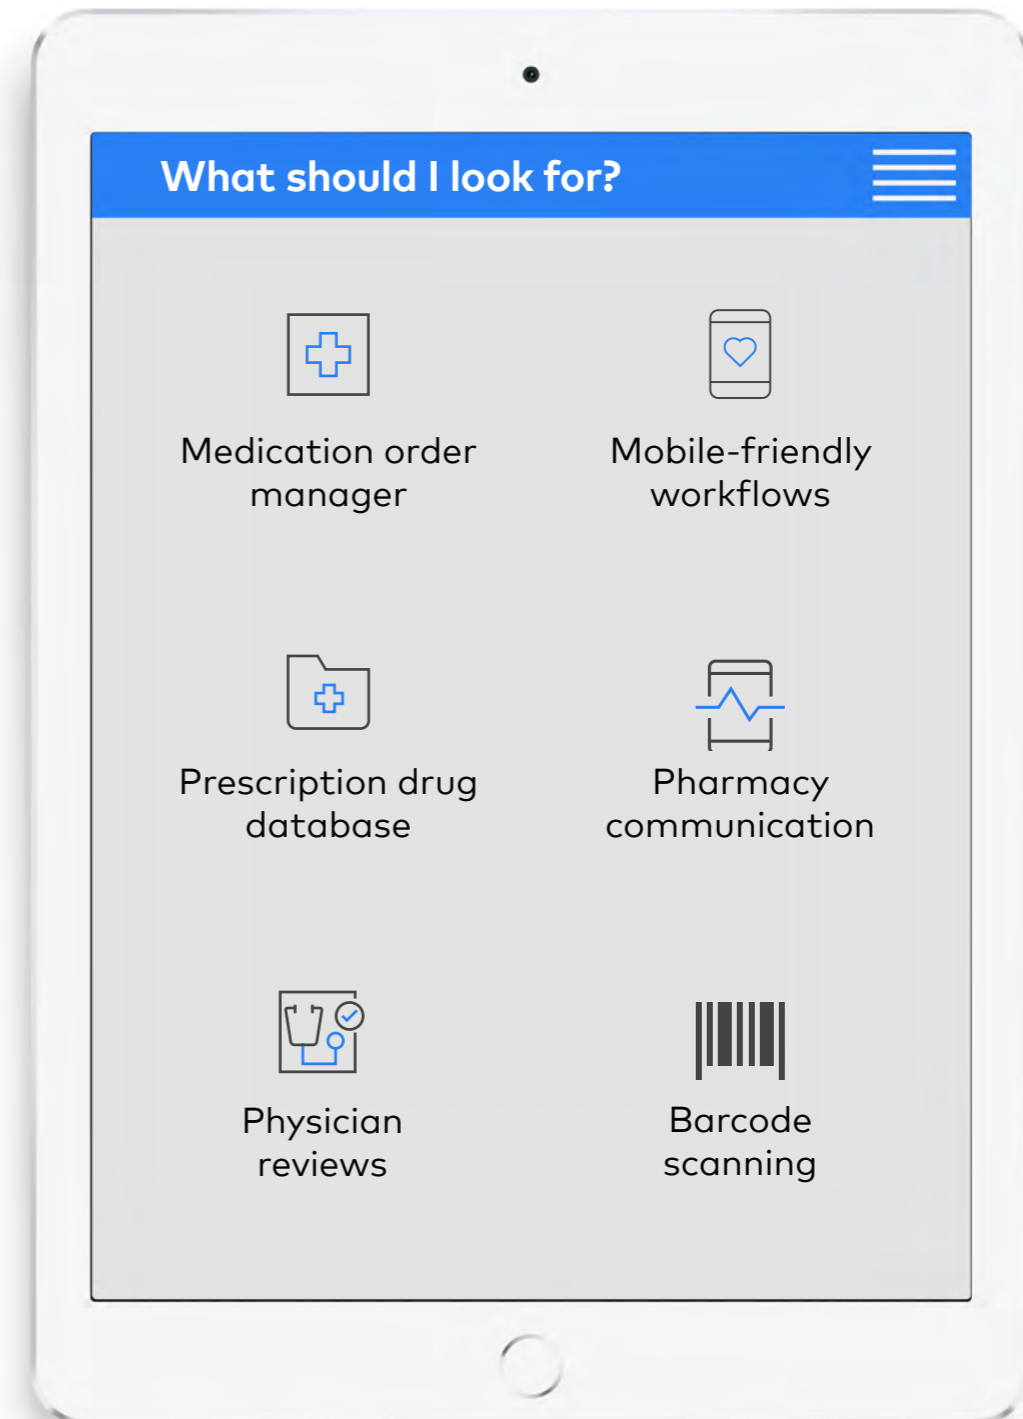 What should I look for?
Medication order
manager
Mobile-friendly
workflows
Prescription drug
database
Pharmacy
communication
Physician
reviews
Barcode
scanning